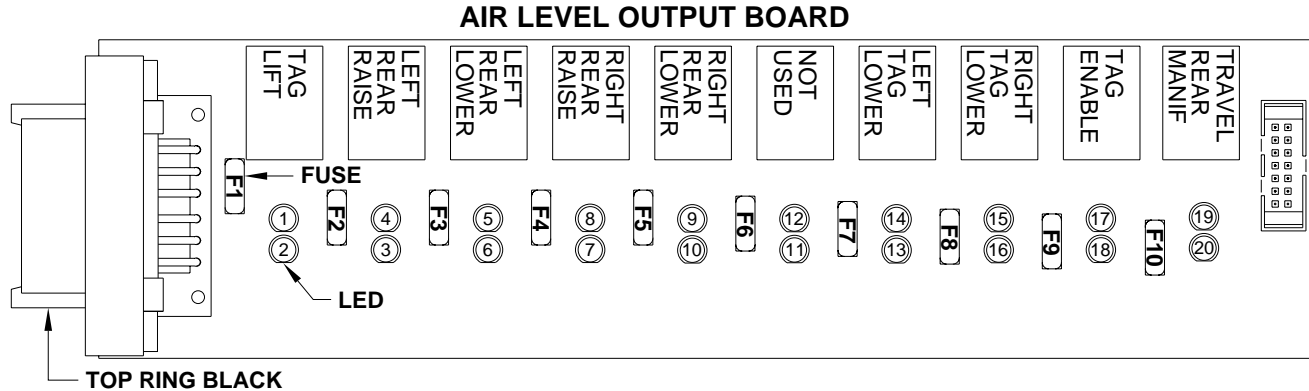 AIR LEVEL OUTPUT BOARD
TAG
LIFT
LEFT
REAR
RAISE
LEFT
REAR
LOWER
RIGHT
REAR
RAISE
RIGHT
REAR
LOWER
NOT
USED
LEFT
TAG
LOWER
RIGHT
TAG
LOWER
TAG
ENABLE
TRAVEL
REAR
MANIF
FUSE
F1
F2
F3
F4
F5
F6
F7
F8
F9
F10
1
4
5
8
9
12
14
15
17
19
2
3
6
7
10
11
13
16
18
20
LED
TOP RING BLACK